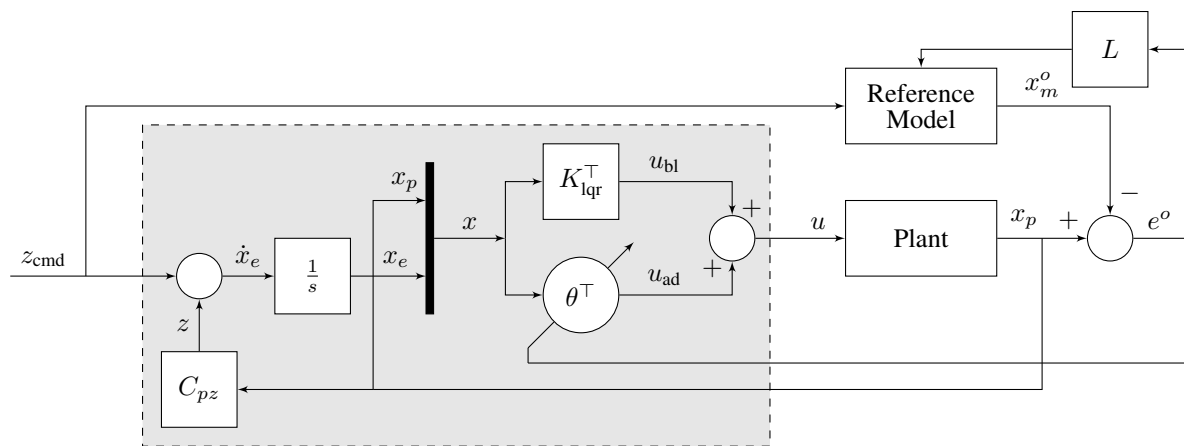 L
Reference
Model
x_m^o
z_cmd
ẋ_e
1/s
x_e
x_p
x
K_lqr^⊤
u_bl
+
+
θ^⊤
u_ad
u
Plant
x_p
+
−
e^o
z
C_pz